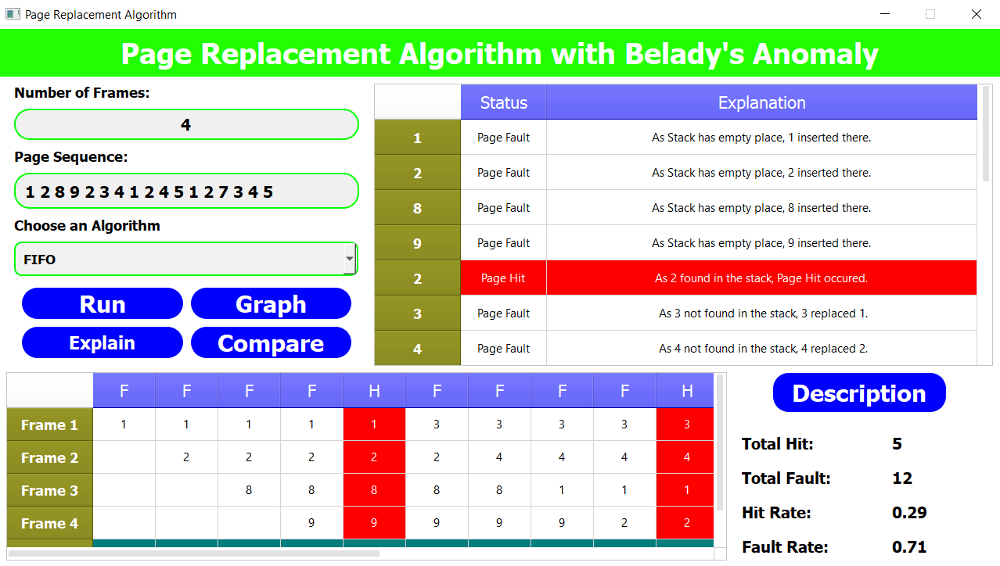 Page Replacement Algorithm
Page Replacement Algorithm with Belady's Anomaly
Number of Frames:
4
Page Sequence:
1 2 8 9 2 3 4 1 2 4 5 1 2 7 3 4 5
Choose an Algorithm
FIFO
Run Graph
Explain Compare
Status Explanation
1 Page Fault As Stack has empty place, 1 inserted there.
2 Page Fault As Stack has empty place, 2 inserted there.
8 Page Fault As Stack has empty place, 8 inserted there.
9 Page Fault As Stack has empty place, 9 inserted there.
2 Page Hit As 2 found in the stack, Page Hit occured.
3 Page Fault As 3 not found in the stack, 3 replaced 1.
4 Page Fault As 4 not found in the stack, 4 replaced 2.
F F F F H F F F F H
Frame 1 1 1 1 1 1 3 3 3 3 3
Frame 2 2 2 2 2 2 4 4 4 4
Frame 3 8 8 8 8 8 1 1 1
Frame 4 9 9 9 9 9 2 2
Description
Total Hit: 5
Total Fault: 12
Hit Rate: 0.29
Fault Rate: 0.71